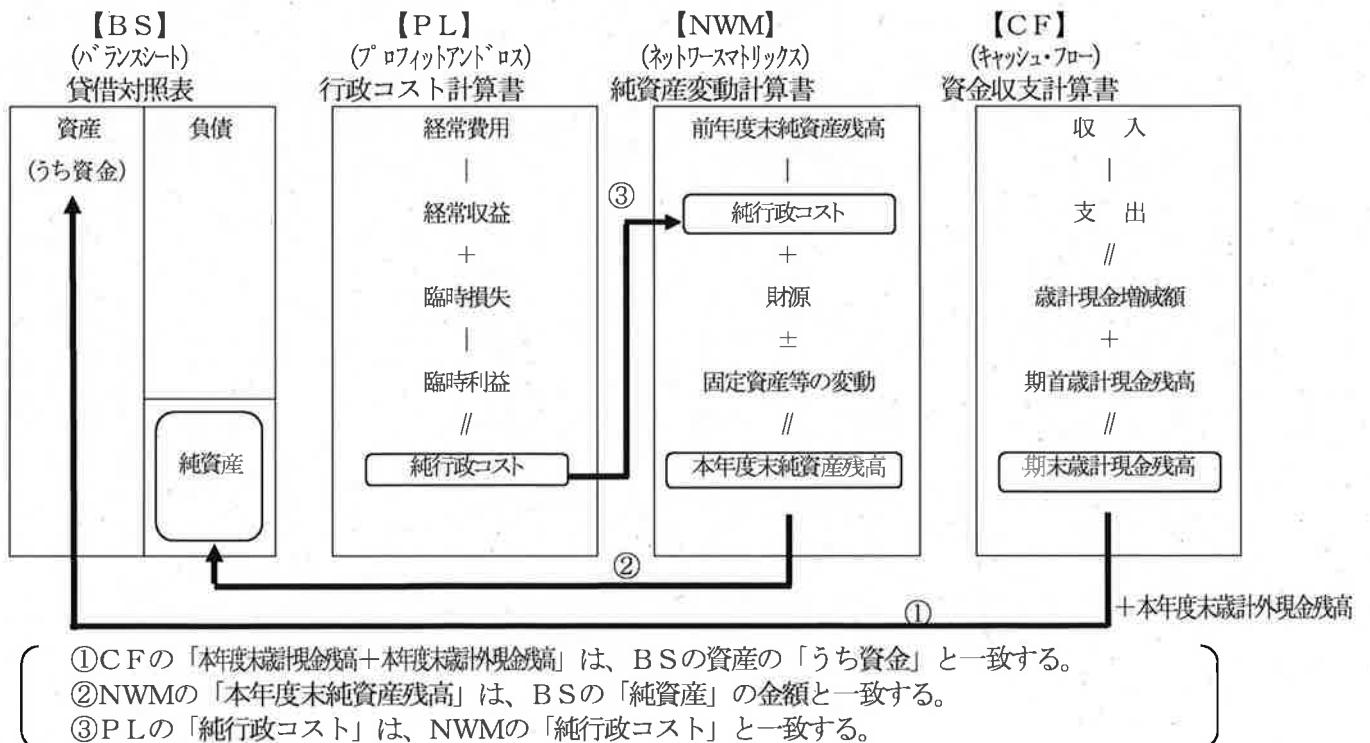 【BS】
(バランスシート)
貸借対照表
資産
(うち資金)
負債
純資産
【PL】
(プロフィットアンドロス)
行政コスト計算書
経常費用
|
経常収益
+
臨時損失
|
臨時利益
//
純行政コスト
③
【NWM】
(ネットワースマトリックス)
純資産変動計算書
前年度末純資産残高
|
純行政コスト
+
財源
±
固定資産等の変動
//
本年度末純資産残高
②
【CF】
(キャッシュ・フロー)
資金収支計算書
収 入
|
支 出
//
歳計現金増減額
+
期首歳計現金残高
//
期末歳計現金残高
①
+本年度末歳計外現金残高
①CFの「本年度末歳計現金残高+本年度末歳計外現金残高」は、BSの資産の「うち資金」と一致する。
②NWMの「本年度末純資産残高」は、BSの「純資産」の金額と一致する。
③PLの「純行政コスト」は、NWMの「純行政コスト」と一致する。